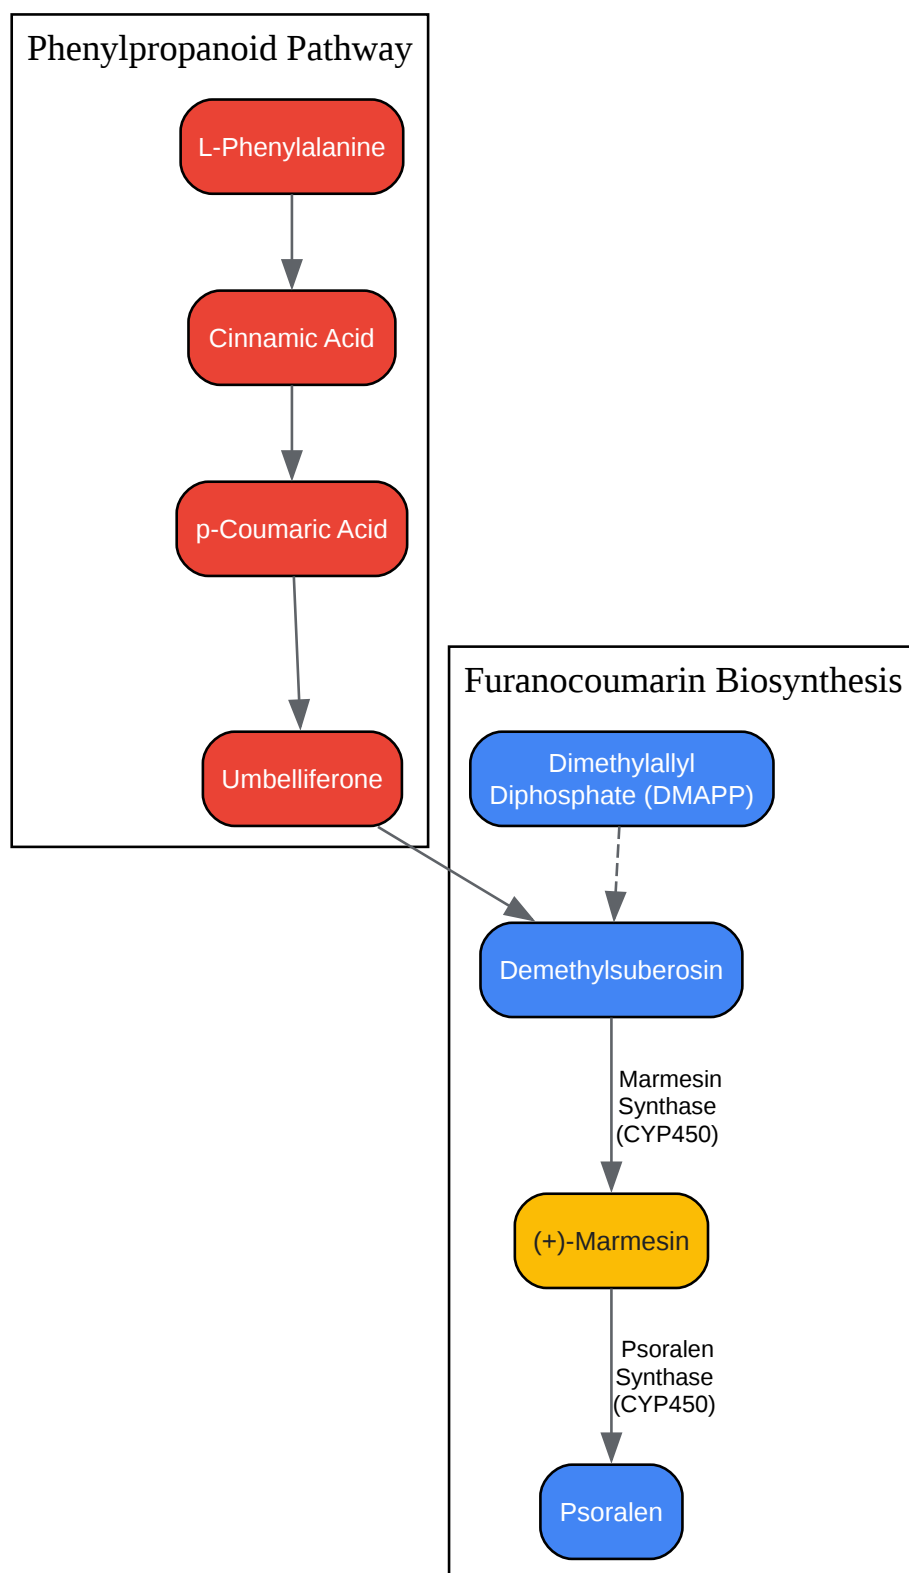 Phenylpropanoid Pathway
L-Phenylalanine
Cinnamic Acid
p-Coumaric Acid
Umbelliferone
Furanocoumarin Biosynthesis
Dimethylallyl
Diphosphate (DMAPP)
Demethylsuberosin
Marmesin
Synthase
(CYP450)
(+)-Marmesin
Psoralen
Synthase
(CYP450)
Psoralen